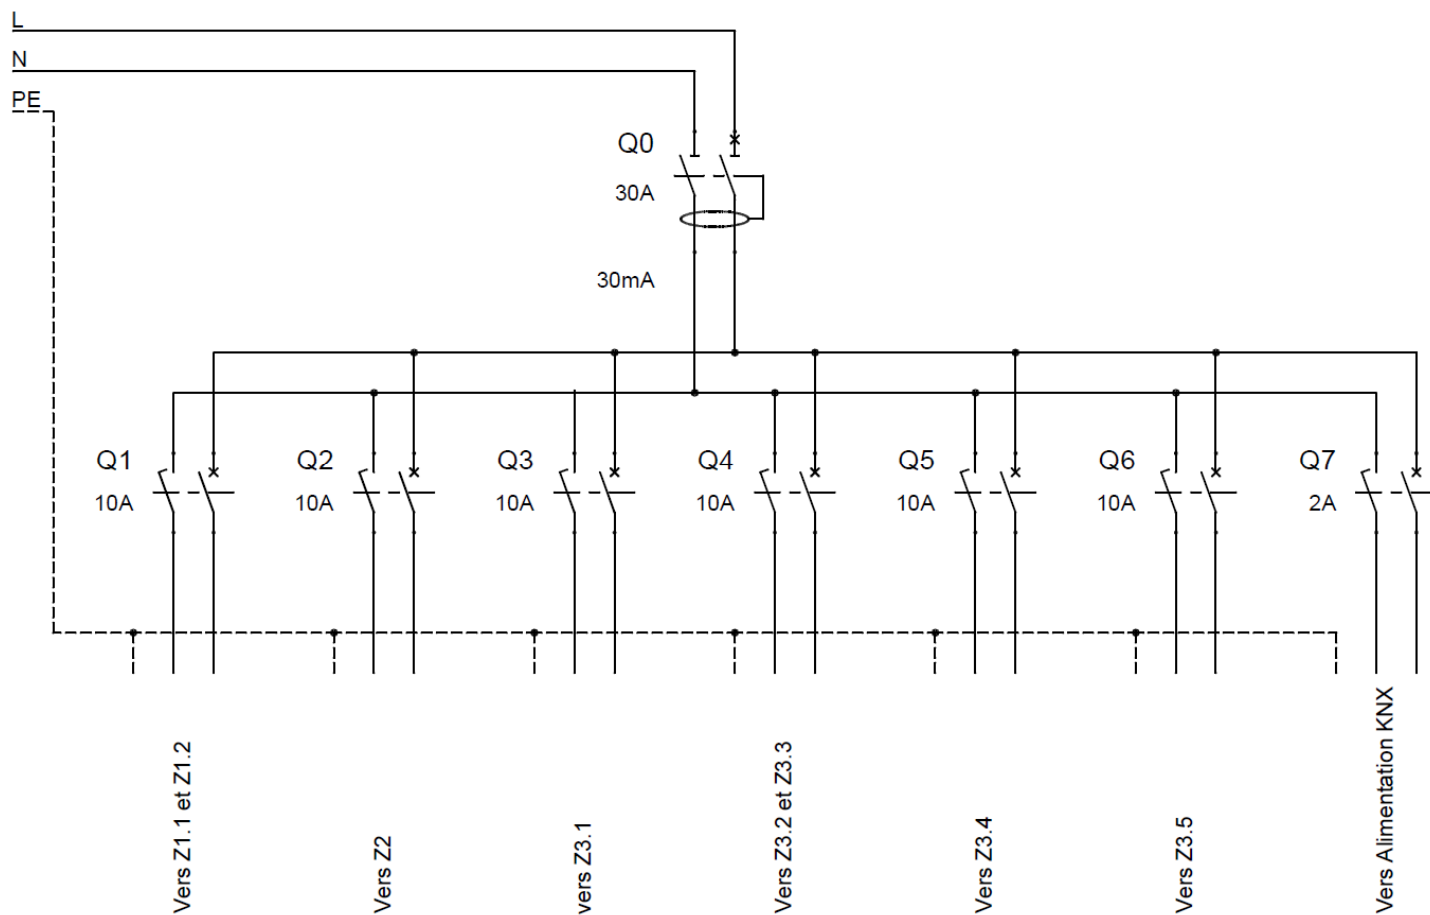 L
N
PE
Q0
30A
30mA
Q1
10A
Q2
10A
Q3
10A
Q4
10A
Q5
10A
Q6
10A
Q7
2A
Vers Z1.1 et Z1.2
Vers Z2
vers Z3.1
Vers Z3.2 et Z3.3
Vers Z3.4
Vers Z3.5
Vers Alimentation KNX